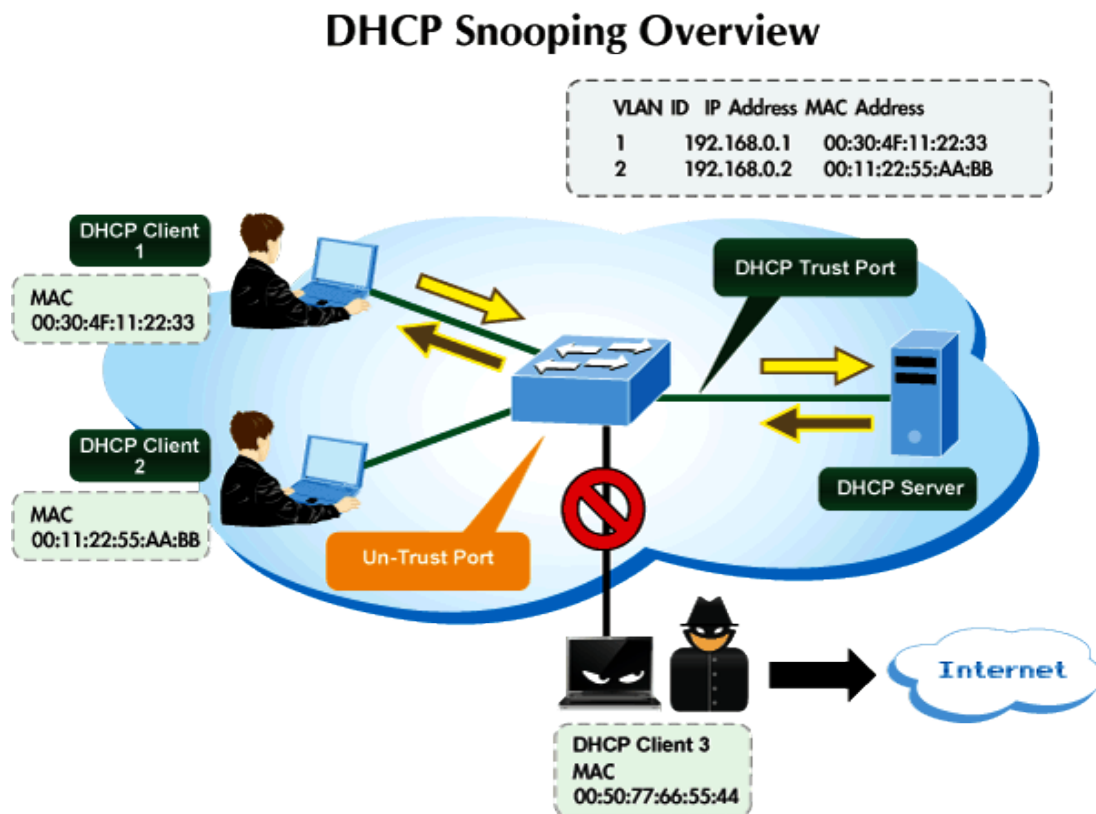 DHCP Snooping Overview
VLAN ID IP Address MAC Address
1 192.168.0.1 00:30:4F:11:22:33
2 192.168.0.2 00:11:22:55:AA:BB
DHCP Client
1
MAC
00:30:4F:11:22:33
DHCP Trust Port
DHCP Client
2
MAC
00:11:22:55:AA:BB
Un-Trust Port
DHCP Server
Internet
DHCP Client 3
MAC
00:50:77:66:55:44